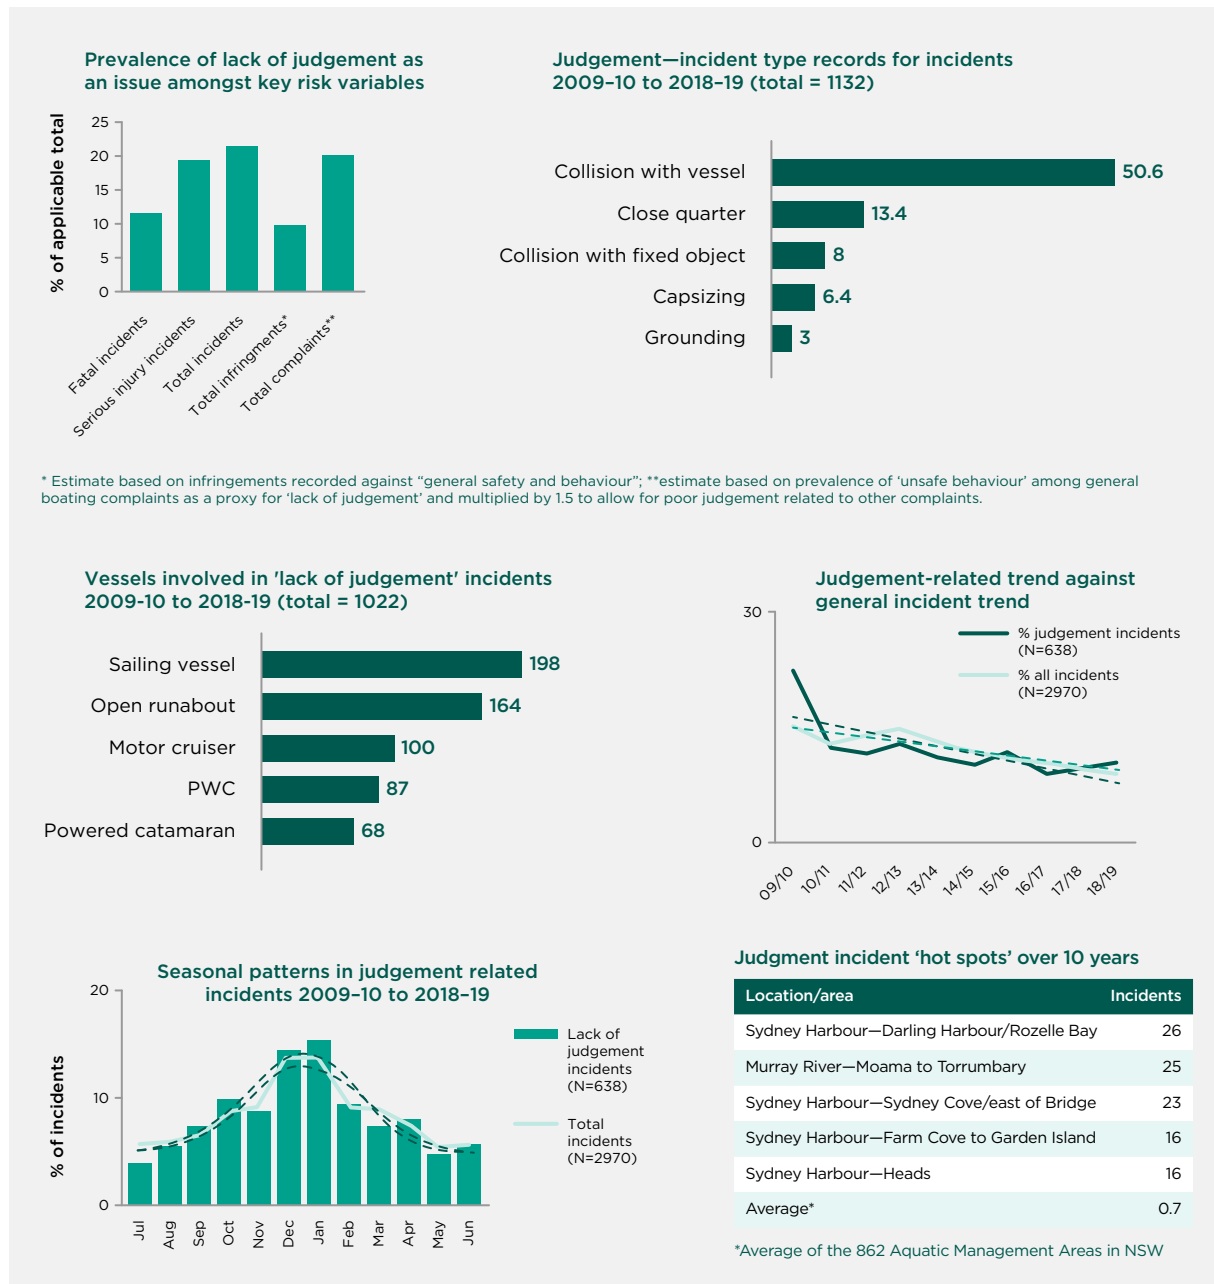 Prevalence of lack of judgement as
an issue amongst key risk variables
% of applicable total
25
20
15
10
5
0
Fatal incidents
Serious injury incidents
Total incidents
Total infringments*
Total complaints**
Judgement—incident type records for incidents
2009–10 to 2018–19 (total = 1132)
Collision with vessel 50.6
Close quarter 13.4
Collision with fixed object 8
Capsizing 6.4
Grounding 3
* Estimate based on infringements recorded against “general safety and behaviour”; **estimate based on prevalence of ‘unsafe behaviour’ among general
boating complaints as a proxy for ‘lack of judgement’ and multiplied by 1.5 to allow for poor judgement related to other complaints.
Vessels involved in 'lack of judgement' incidents
2009-10 to 2018-19 (total = 1022)
Sailing vessel 198
Open runabout 164
Motor cruiser 100
PWC 87
Powered catamaran 68
Judgement-related trend against
general incident trend
30
0
% judgement incidents
(N=638)
% all incidents
(N=2970)
09/10
10/11
11/12
12/13
13/14
14/15
15/16
16/17
17/18
18/19
Seasonal patterns in judgement related
incidents 2009–10 to 2018–19
% of incidents
20
10
0
Jul
Aug
Sep
Oct
Nov
Dec
Jan
Feb
Mar
Apr
May
Jun
Lack of
judgement
incidents
(N=638)
Total
incidents
(N=2970)
Judgment incident ‘hot spots’ over 10 years
Location/area Incidents
Sydney Harbour—Darling Harbour/Rozelle Bay 26
Murray River—Moama to Torrumbary 25
Sydney Harbour—Sydney Cove/east of Bridge 23
Sydney Harbour—Farm Cove to Garden Island 16
Sydney Harbour—Heads 16
Average* 0.7
*Average of the 862 Aquatic Management Areas in NSW